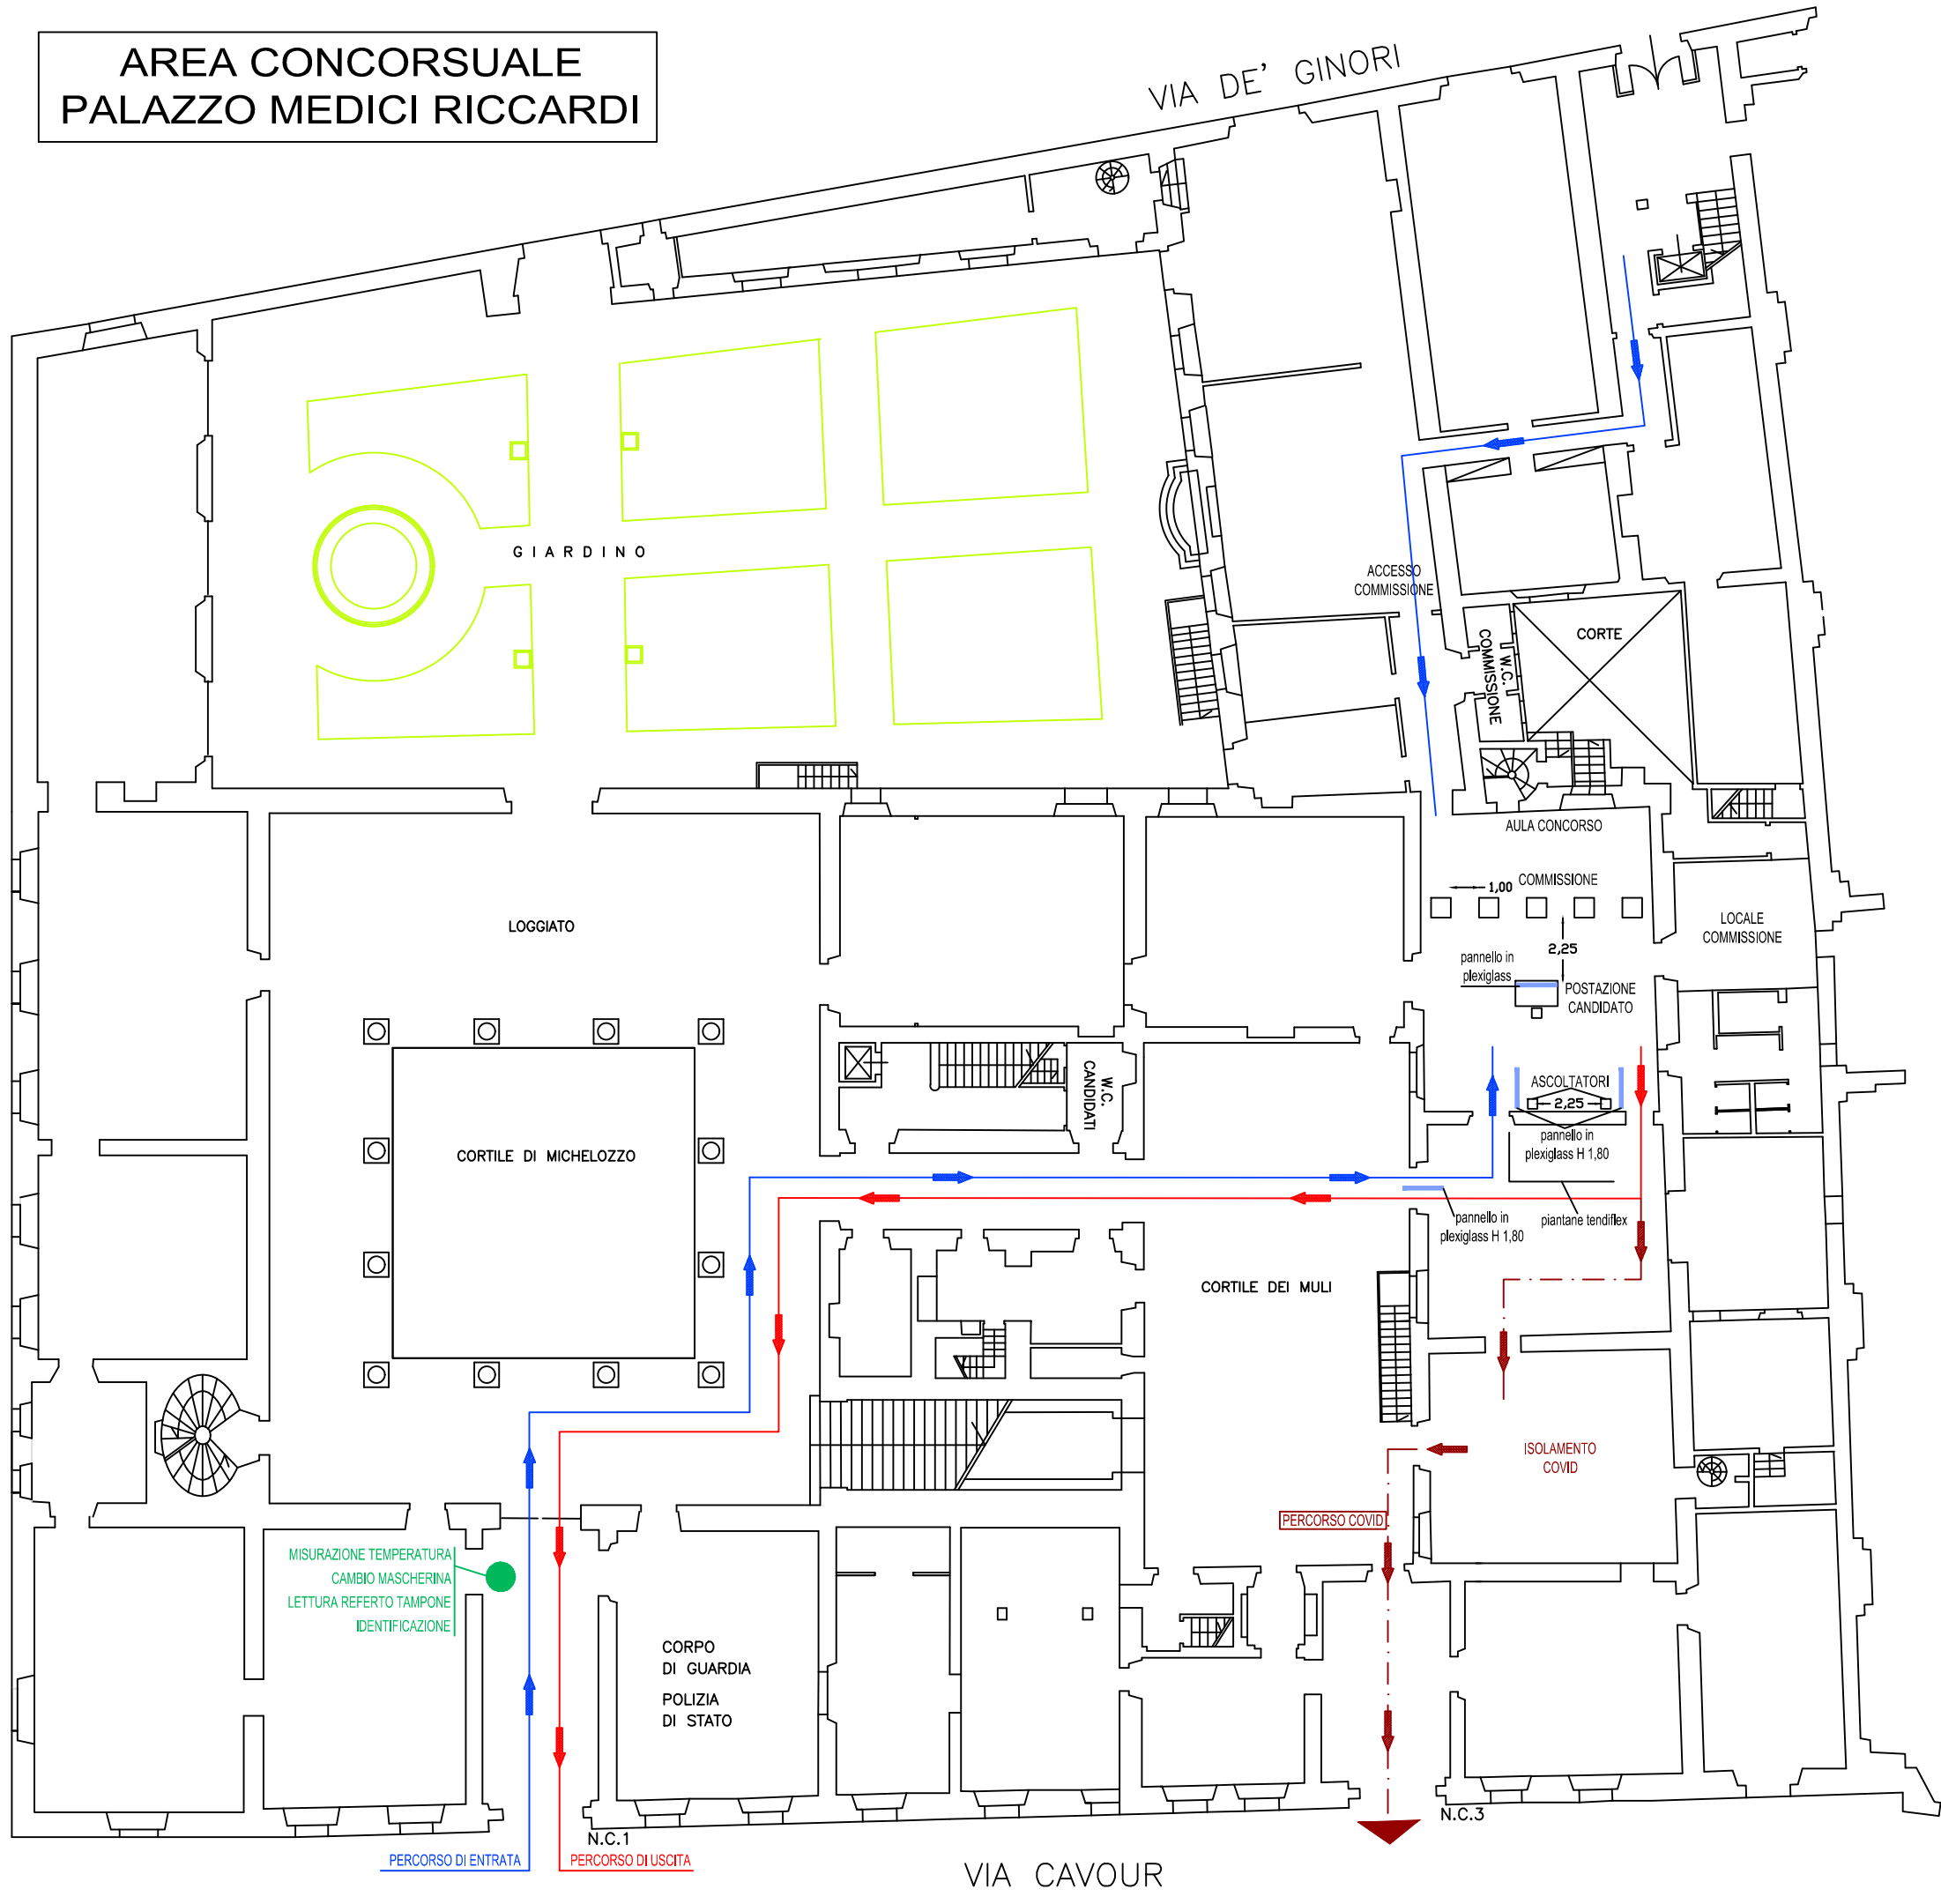 AREA CONCORSUALE
PALAZZO MEDICI RICCARDI
VIA DE' GINORI
GIARDINO
ACCESSO
COMMISSIONE
W.C.
COMMISSIONE
CORTE
AULA CONCORSO
COMMISSIONE
1,00
2,25
LOCALE
COMMISSIONE
pannello in
plexiglass
POSTAZIONE
CANDIDATO
LOGGIATO
W.C.
CANDIDATI
ASCOLTATORI
2,25
pannello in
plexiglass H 1,80
CORTILE DI MICHELOZZO
pannello in
plexiglass H 1,80
piantane tendiflex
CORTILE DEI MULI
ISOLAMENTO
COVID
PERCORSO COVID
MISURAZIONE TEMPERATURA
CAMBIO MASCHERINA
LETTURA REFERTO TAMPONE
IDENTIFICAZIONE
CORPO
DI GUARDIA
POLIZIA
DI STATO
N.C.1
N.C.3
PERCORSO DI ENTRATA
PERCORSO DI USCITA
VIA CAVOUR